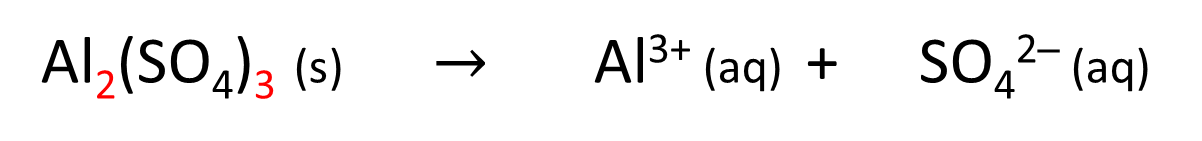 Al₂(SO₄)₃ (s) → Al³⁺ (aq) + SO₄²⁻ (aq)